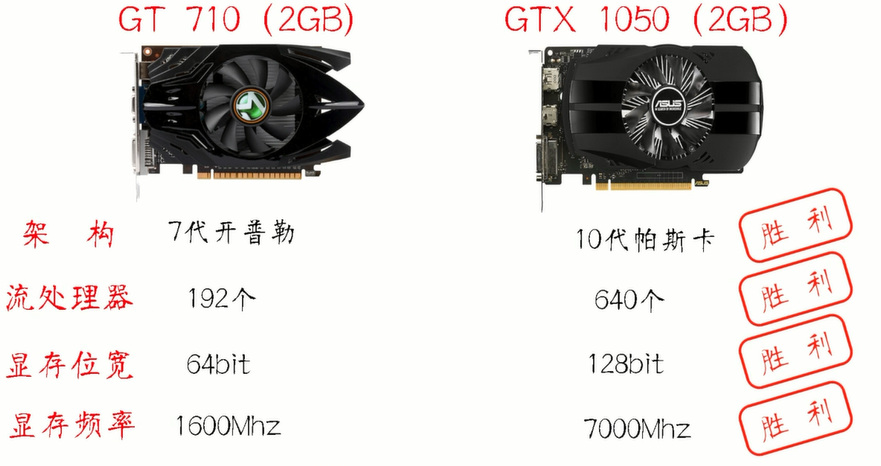 GT 710 (2GB)
GTX 1050 (2GB)
ASUS
架 构 7代开普勒 10代帕斯卡 胜 利
流处理器 192个 640个 胜 利
显存位宽 64bit 128bit 胜 利
显存频率 1600Mhz 7000Mhz 胜 利